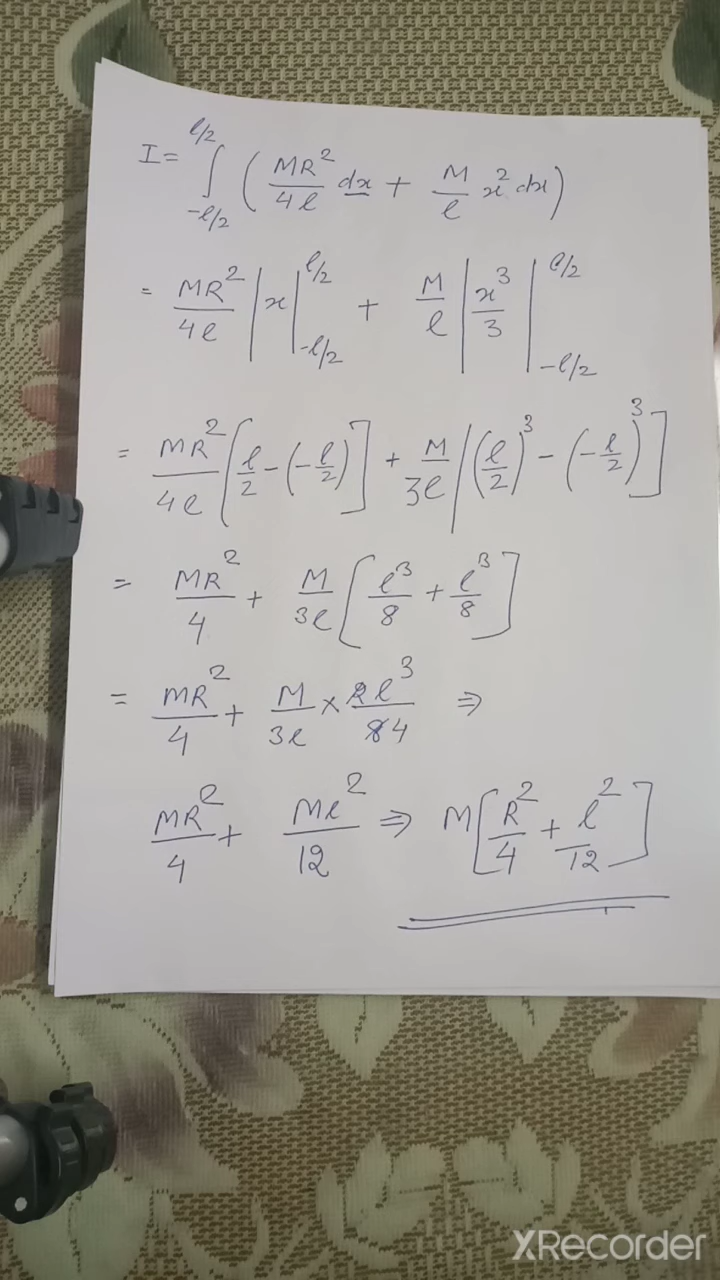 I = ∫_{-l/2}^{l/2} ( MR²/4l dx + M/l x² dx )
= MR²/4l |x|_{-l/2}^{l/2} + M/l |x³/3|_{-l/2}^{l/2}
= MR²/4l [ l/2 - (-l/2) ] + M/3l | (l/2)³ - (-l/2)³ ]
= MR²/4 + M/3l [ l³/8 + l³/8 ]
= MR²/4 + M/3l × 2l³/84 ⇒
MR²/4 + Ml²/12 ⇒ M [ R²/4 + l²/12 ]
XRecorder